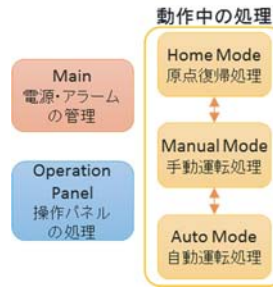 動作中の処理
Main
電源・アラーム
の管理
Operation
Panel
操作パネル
の処理
Home Mode
原点復帰処理
Manual Mode
手動運転処理
Auto Mode
自動運転処理